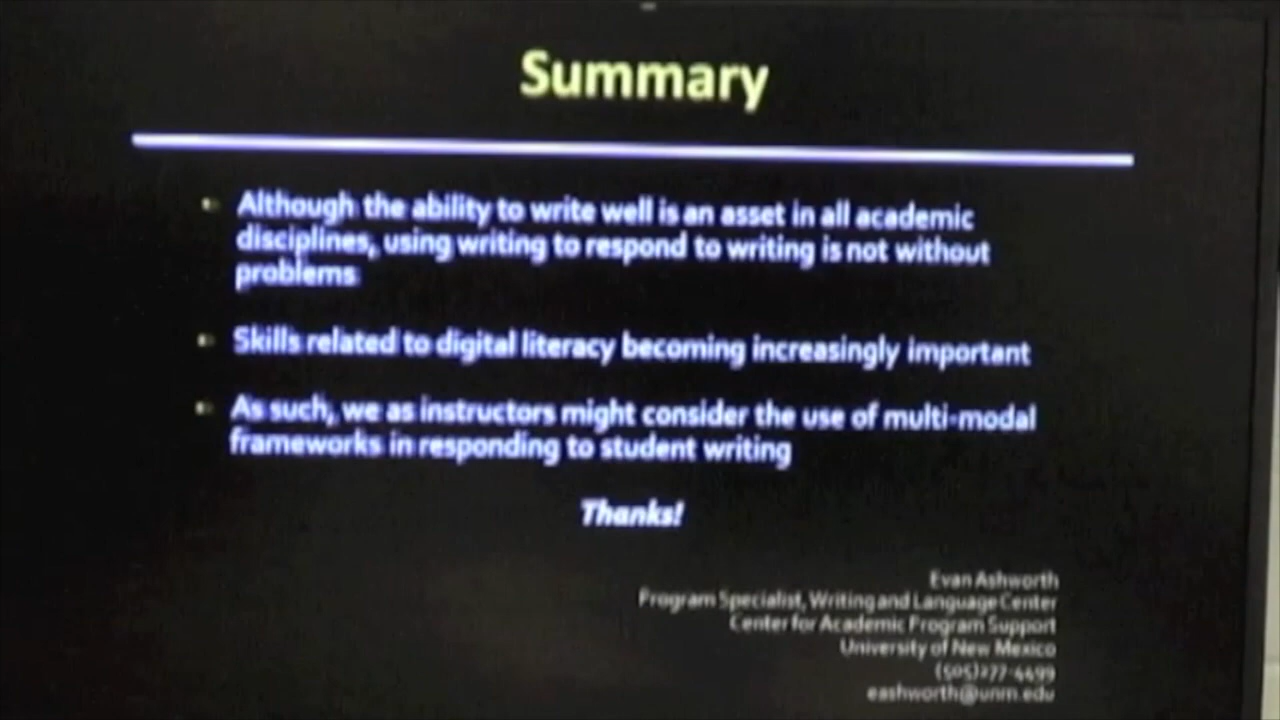 Summary
Although the ability to write well is an asset in all academic
disciplines, using writing to respond to writing is not without
problems
Skills related to digital literacy becoming increasingly important
As such, we as instructors might consider the use of multi-modal
frameworks in responding to student writing
Thanks!
Evan Ashworth
Program Specialist, Writing and Language Center
Center for Academic Program Support
University of New Mexico
(505)277-4499
eashworth@unm.edu